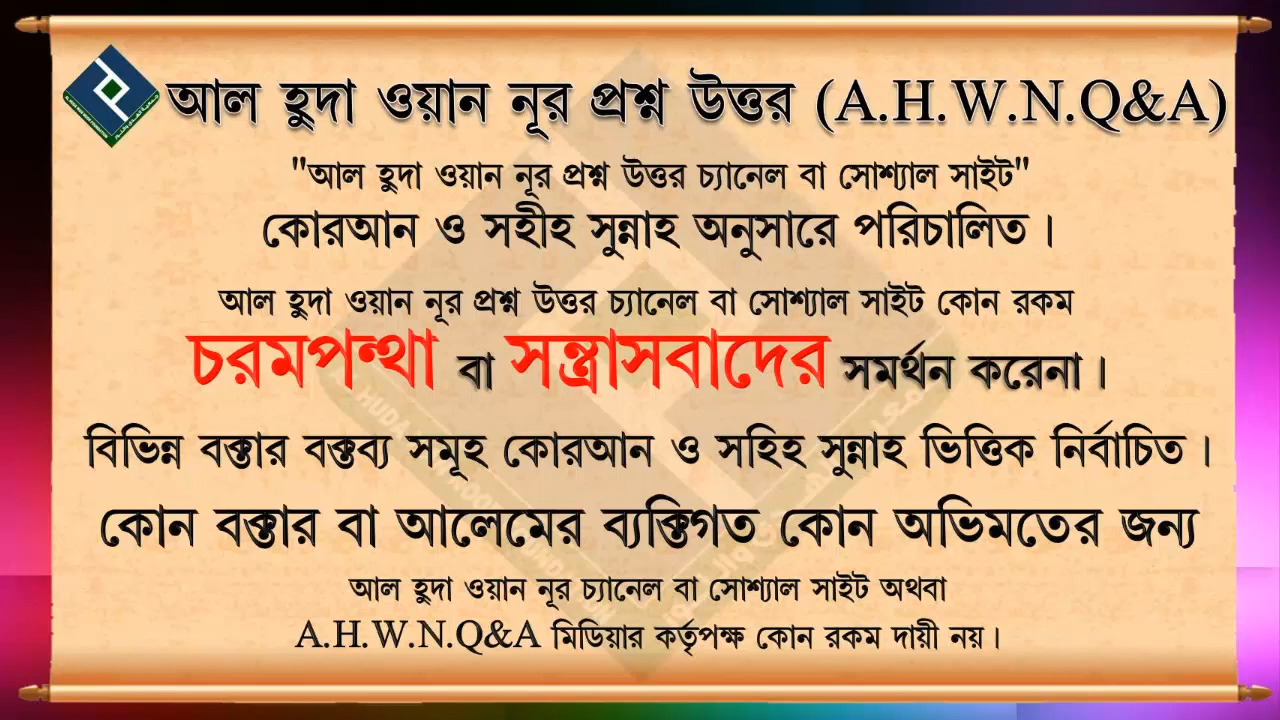 আল হুদা ওয়ান নূর প্রশ্ন উত্তর (A.H.W.N.Q&A)
"আল হুদা ওয়ান নূর প্রশ্ন উত্তর চ্যানেল বা সোশ্যাল সাইট"
কোরআন ও সহীহ সুন্নাহ অনুসারে পরিচালিত।
আল হুদা ওয়ান নূর প্রশ্ন উত্তর চ্যানেল বা সোশ্যাল সাইট কোন রকম
চরমপন্থা বা সন্ত্রাসবাদের সমর্থন করেনা।
বিভিন্ন বক্তার বক্তব্য সমূহ কোরআন ও সহিহ সুন্নাহ ভিত্তিক নির্বাচিত।
কোন বক্তার বা আলেমের ব্যক্তিগত কোন অভিমতের জন্য
আল হুদা ওয়ান নূর চ্যানেল বা সোশ্যাল সাইট অথবা
A.H.W.N.Q&A মিডিয়ার কর্তৃপক্ষ কোন রকম দায়ী নয়।